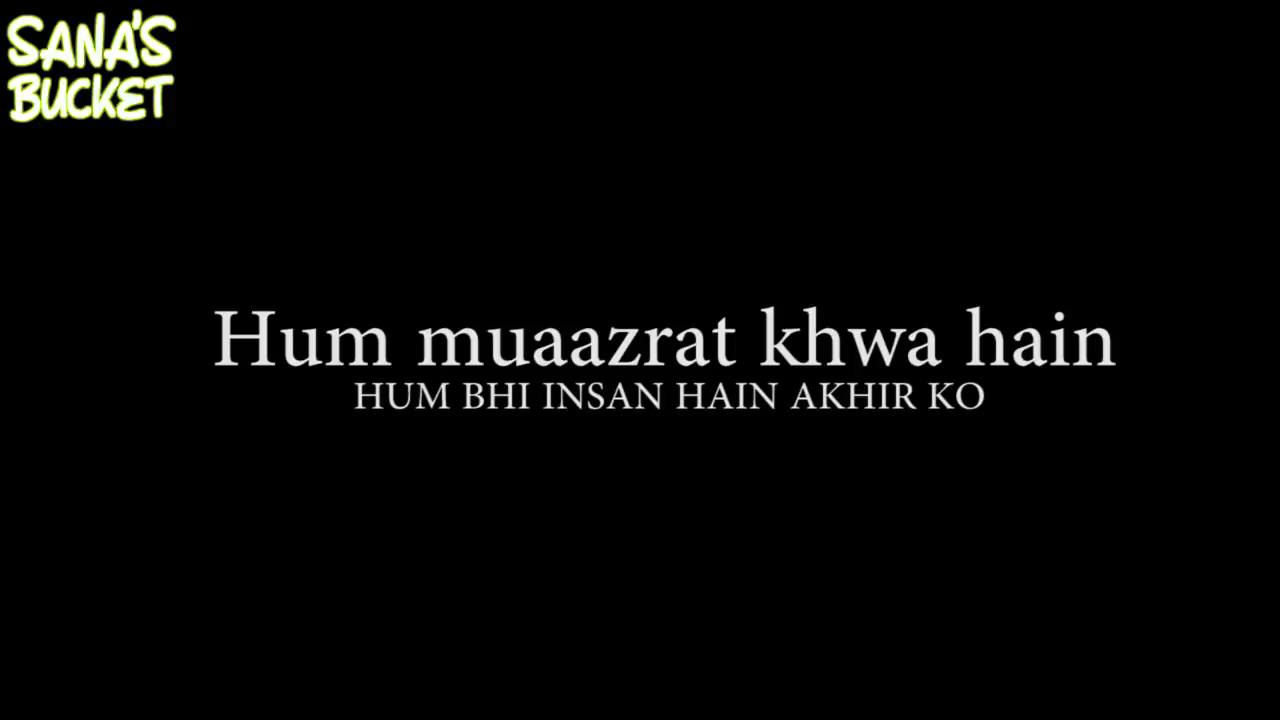 SANA'S
BUCKET
Hum muaazrat khwa hain
HUM BHI INSAN HAIN AKHIR KO